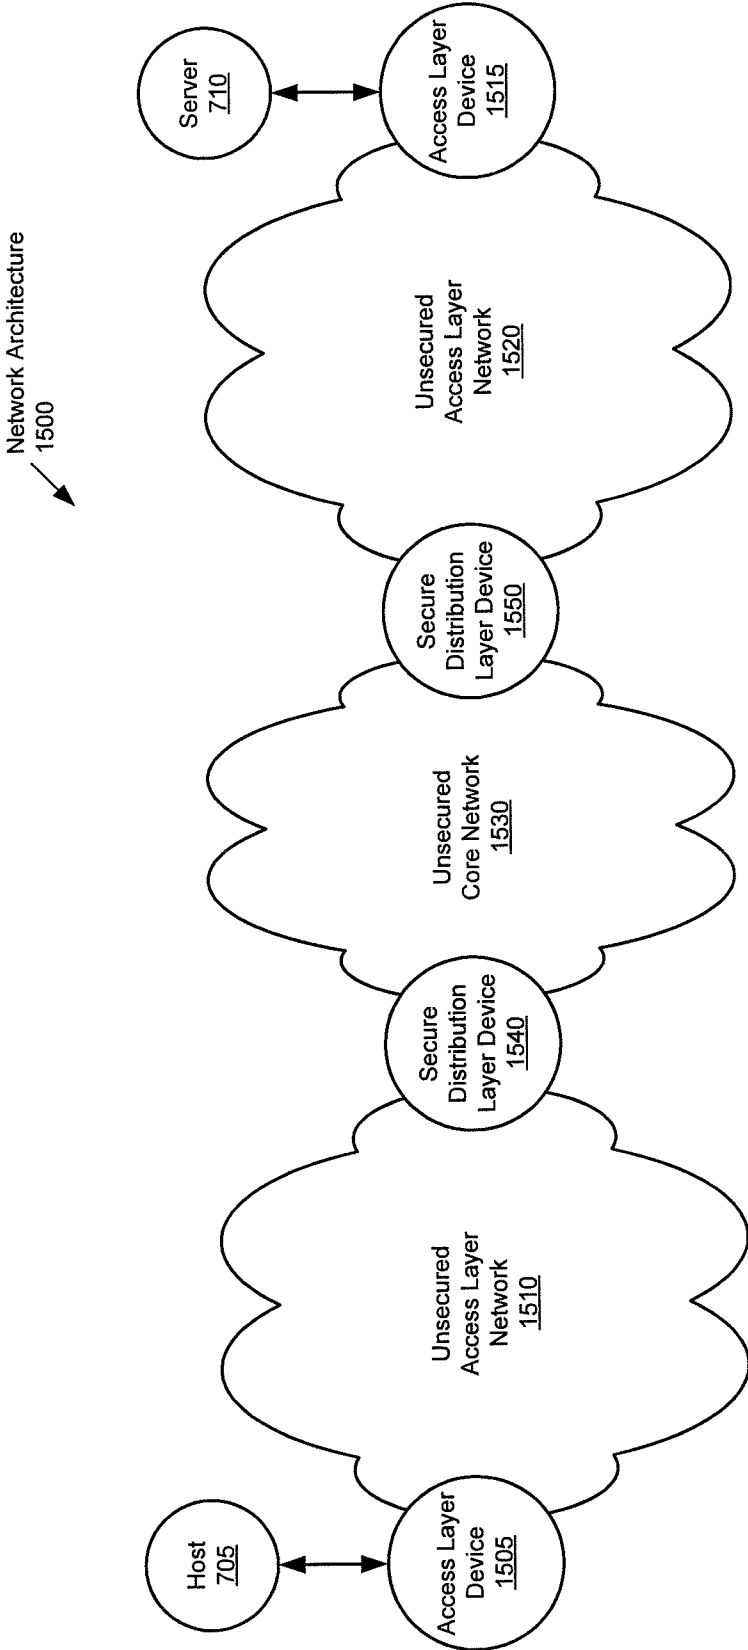 Network Architecture
1500
Host
705
Server
710
Access Layer
Device
1505
Unsecured
Access Layer
Network
1510
Secure
Distribution
Layer Device
1540
Unsecured
Core Network
1530
Secure
Distribution
Layer Device
1550
Unsecured
Access Layer
Network
1520
Access Layer
Device
1515